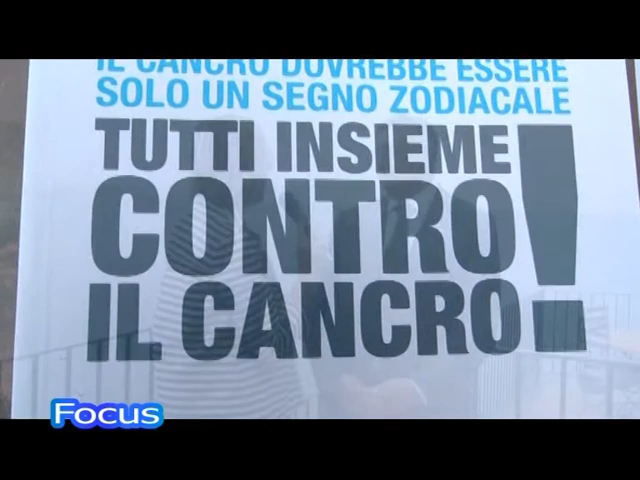 IL CANCRO DOVREBBE ESSERE
SOLO UN SEGNO ZODIACALE
TUTTI INSIEME
CONTRO
IL CANCRO!
Focus